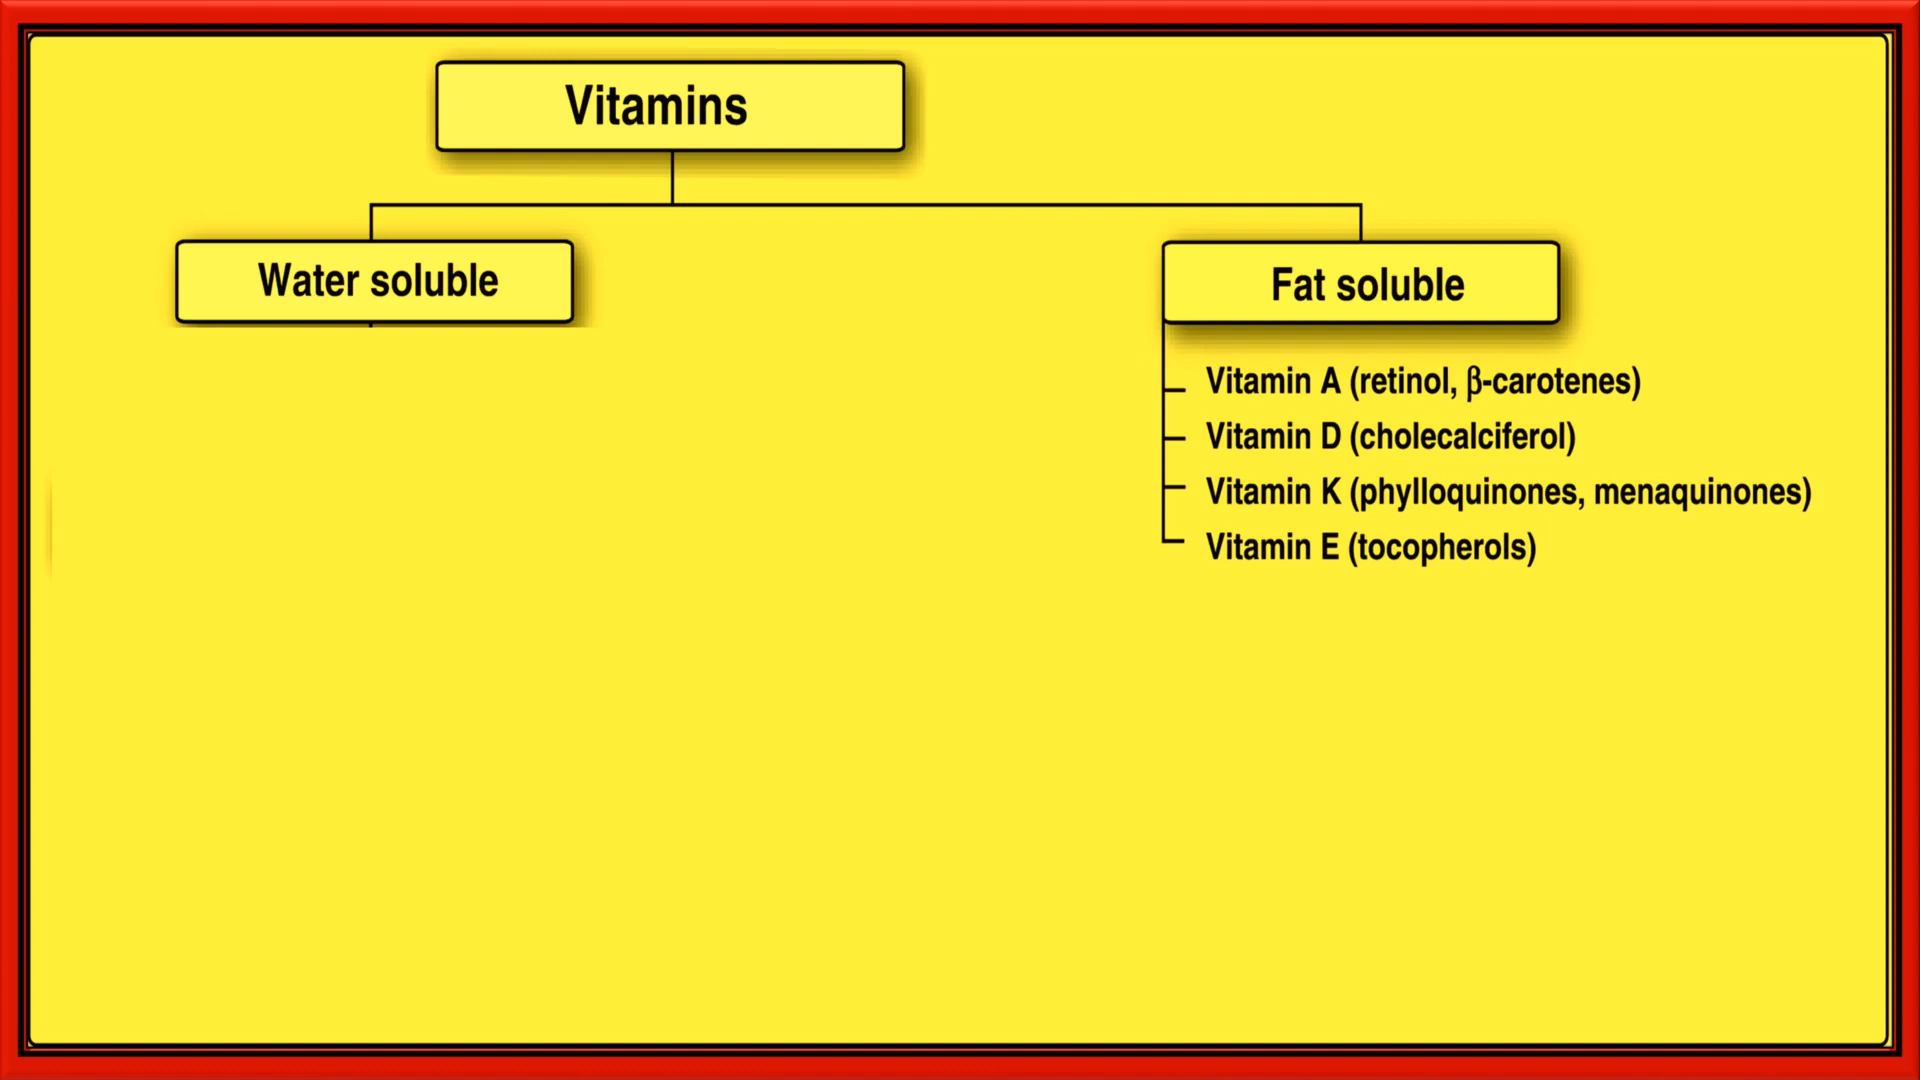 Vitamins
Water soluble
Fat soluble
Vitamin A (retinol, β-carotenes)
Vitamin D (cholecalciferol)
Vitamin K (phylloquinones, menaquinones)
Vitamin E (tocopherols)